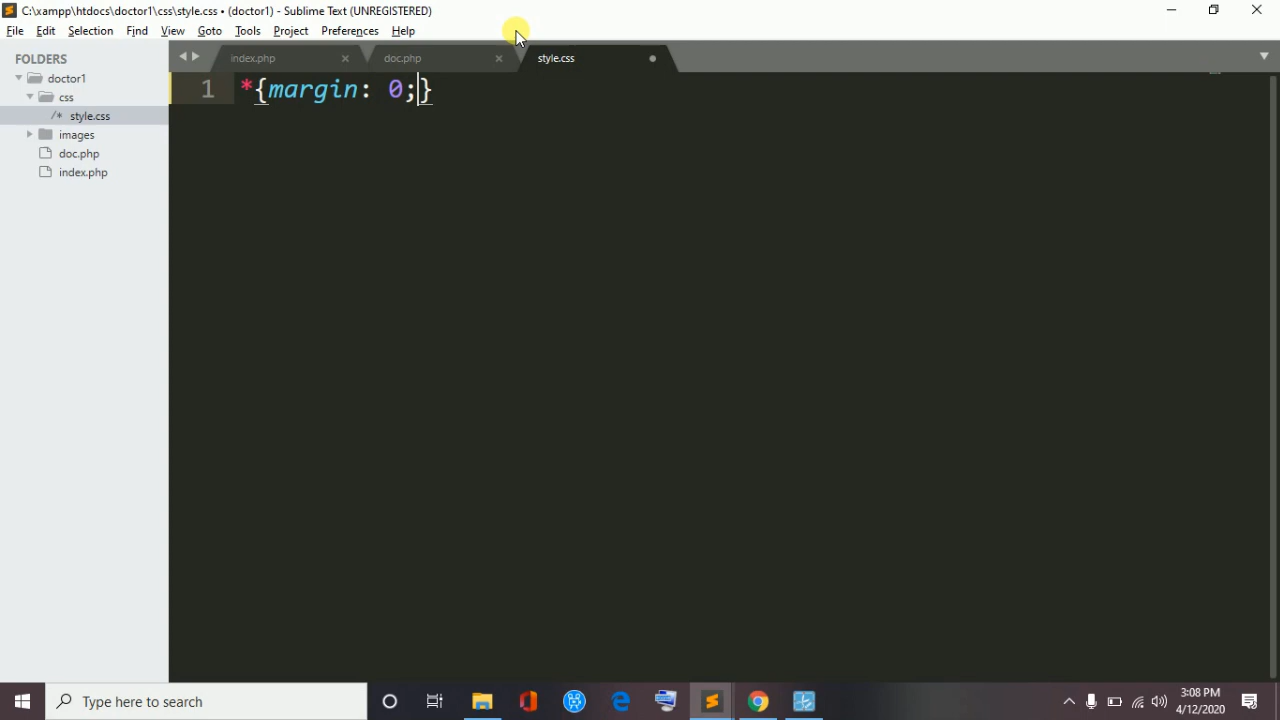 C:\xampp\htdocs\doctor1\css\style.css • (doctor1) - Sublime Text (UNREGISTERED)
File Edit Selection Find View Goto Tools Project Preferences Help
FOLDERS
doctor1
css
/* style.css
images
doc.php
index.php
index.php doc.php style.css
1 *{margin: 0;}
Type here to search
3:08 PM
4/12/2020